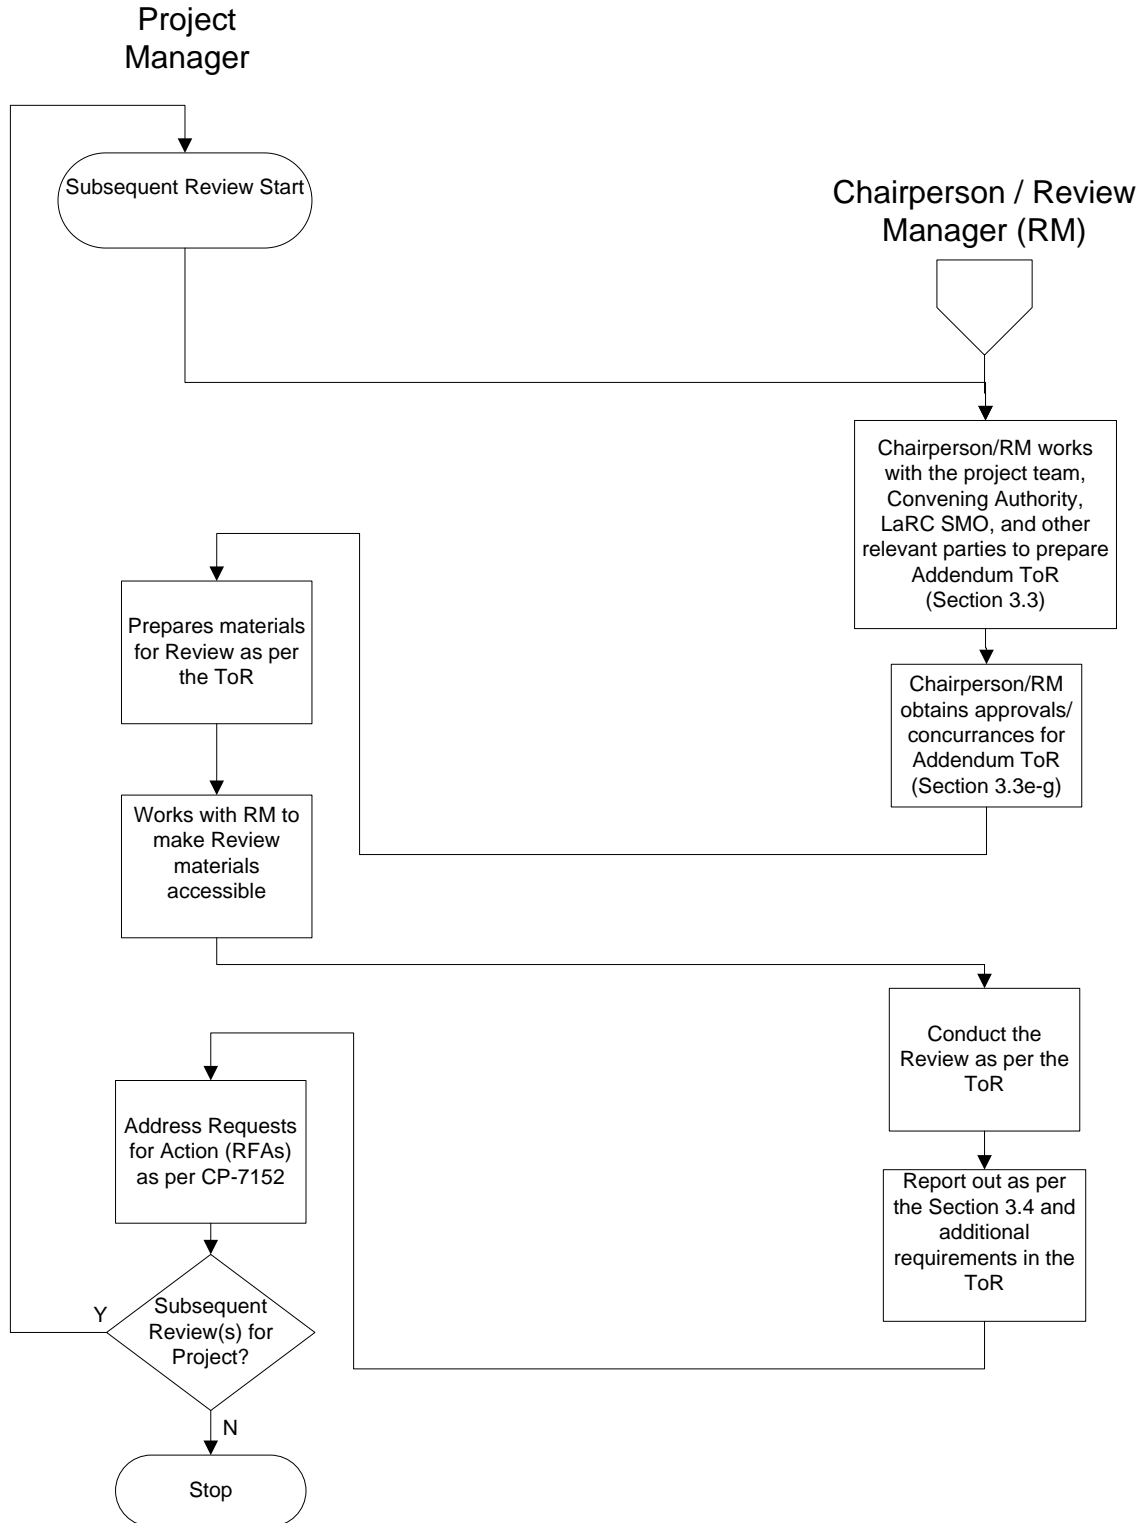 Project
Manager
Subsequent Review Start
Chairperson / Review
Manager (RM)
Chairperson/RM works
with the project team,
Convening Authority,
LaRC SMO, and other
relevant parties to prepare
Addendum ToR
(Section 3.3)
Chairperson/RM
obtains approvals/
concurrances for
Addendum ToR
(Section 3.3e-g)
Prepares materials
for Review as per
the ToR
Works with RM to
make Review
materials
accessible
Conduct the
Review as per the
ToR
Report out as per
the Section 3.4 and
additional
requirements in the
ToR
Address Requests
for Action (RFAs)
as per CP-7152
Subsequent
Review(s) for
Project?
Y
N
Stop